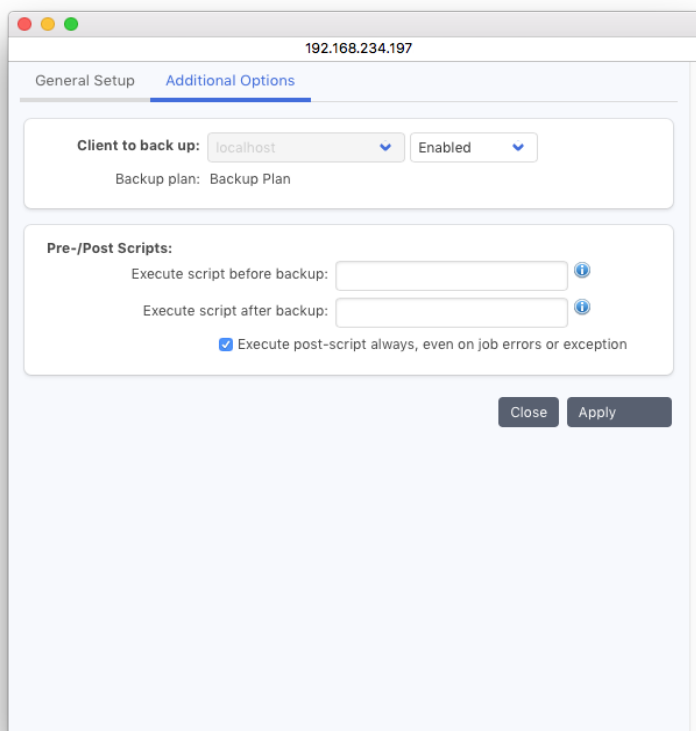 192.168.234.197
General Setup Additional Options
Client to back up: localhost Enabled
Backup plan: Backup Plan
Pre-/Post Scripts:
Execute script before backup:
Execute script after backup:
Execute post-script always, even on job errors or exception
Close Apply